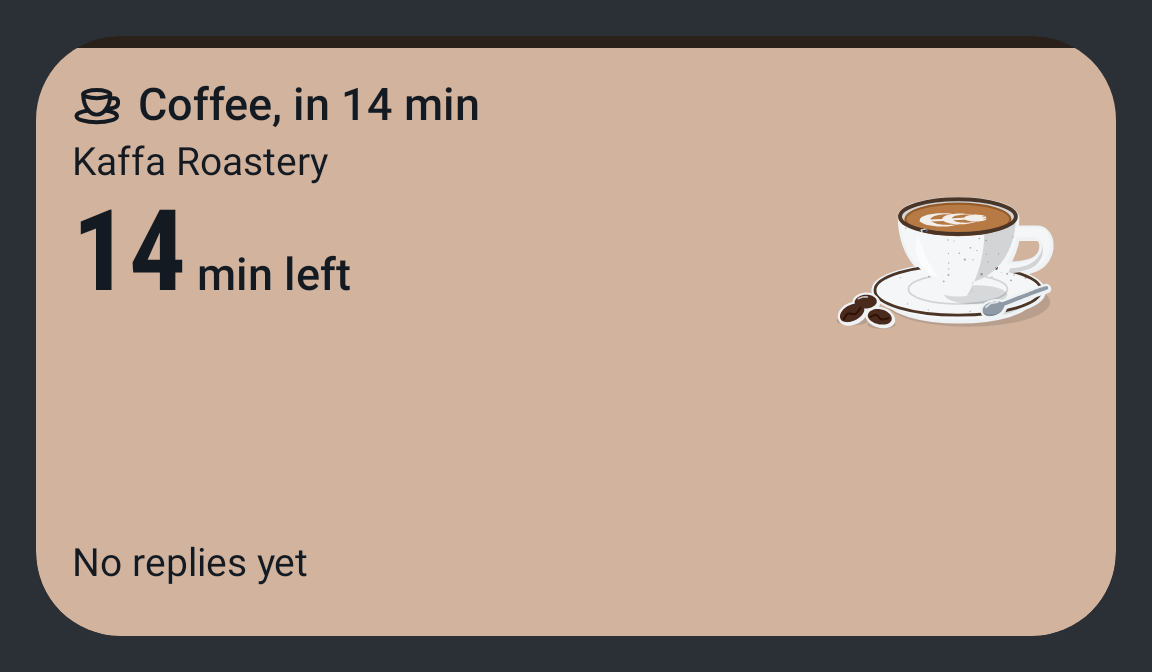 Coffee, in 14 min
Kaffa Roastery
14 min left
No replies yet